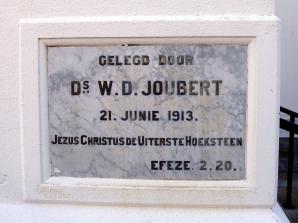 GELEGD DOOR
Ds. W.D. JOUBERT
21. JUNIE 1913.
JEZUS CHRISTUS DE UITERSTE HOEKSTEEN
EFEZE 2.20.